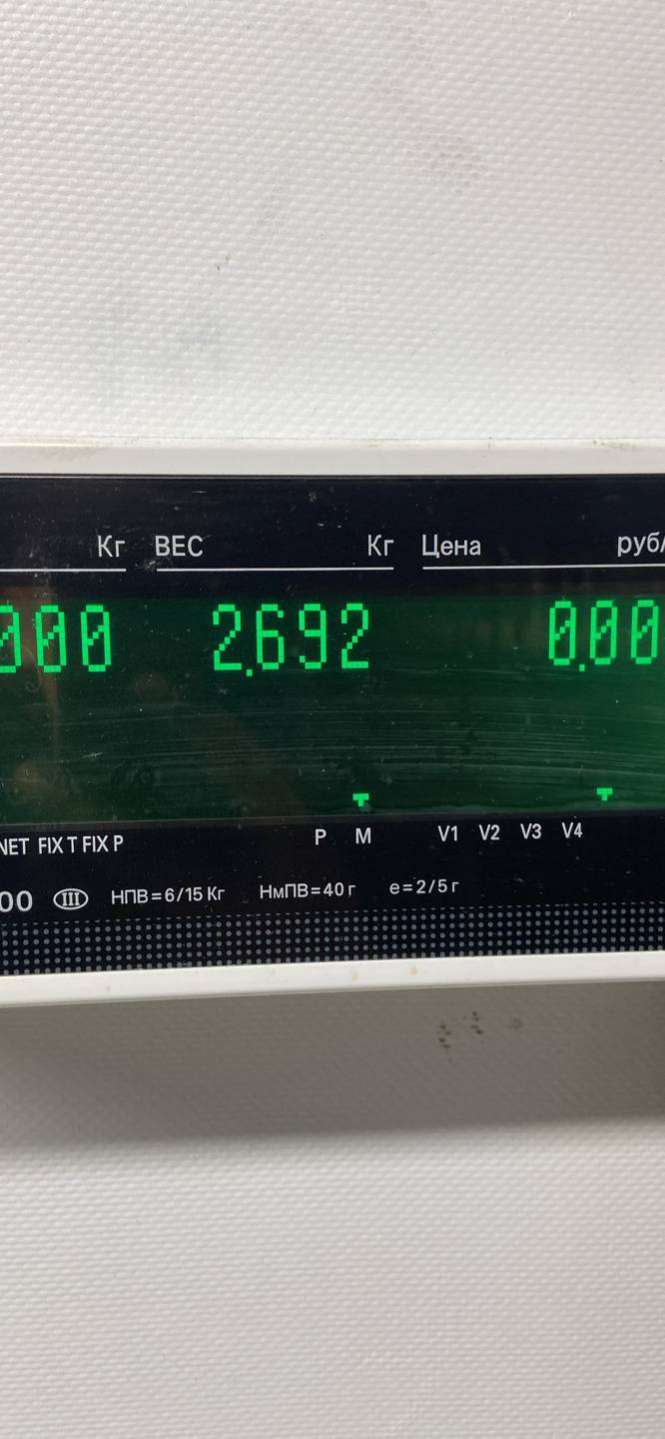 Кг ВЕС Кг Цена руб/
000 2.692 0.00
NET FIX T FIX P P M V1 V2 V3 V4
00 III НПВ=6/15 Кг НмПВ=40 г e=2/5 г